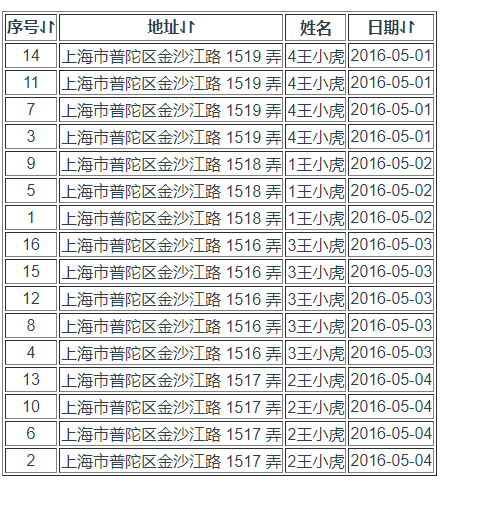 序号↓↑ 地址↓↑ 姓名 日期↓↑
14 上海市普陀区金沙江路 1519 弄 4王小虎 2016-05-01
11 上海市普陀区金沙江路 1519 弄 4王小虎 2016-05-01
7 上海市普陀区金沙江路 1519 弄 4王小虎 2016-05-01
3 上海市普陀区金沙江路 1519 弄 4王小虎 2016-05-01
9 上海市普陀区金沙江路 1518 弄 1王小虎 2016-05-02
5 上海市普陀区金沙江路 1518 弄 1王小虎 2016-05-02
1 上海市普陀区金沙江路 1518 弄 1王小虎 2016-05-02
16 上海市普陀区金沙江路 1516 弄 3王小虎 2016-05-03
15 上海市普陀区金沙江路 1516 弄 3王小虎 2016-05-03
12 上海市普陀区金沙江路 1516 弄 3王小虎 2016-05-03
8 上海市普陀区金沙江路 1516 弄 3王小虎 2016-05-03
4 上海市普陀区金沙江路 1516 弄 3王小虎 2016-05-03
13 上海市普陀区金沙江路 1517 弄 2王小虎 2016-05-04
10 上海市普陀区金沙江路 1517 弄 2王小虎 2016-05-04
6 上海市普陀区金沙江路 1517 弄 2王小虎 2016-05-04
2 上海市普陀区金沙江路 1517 弄 2王小虎 2016-05-04